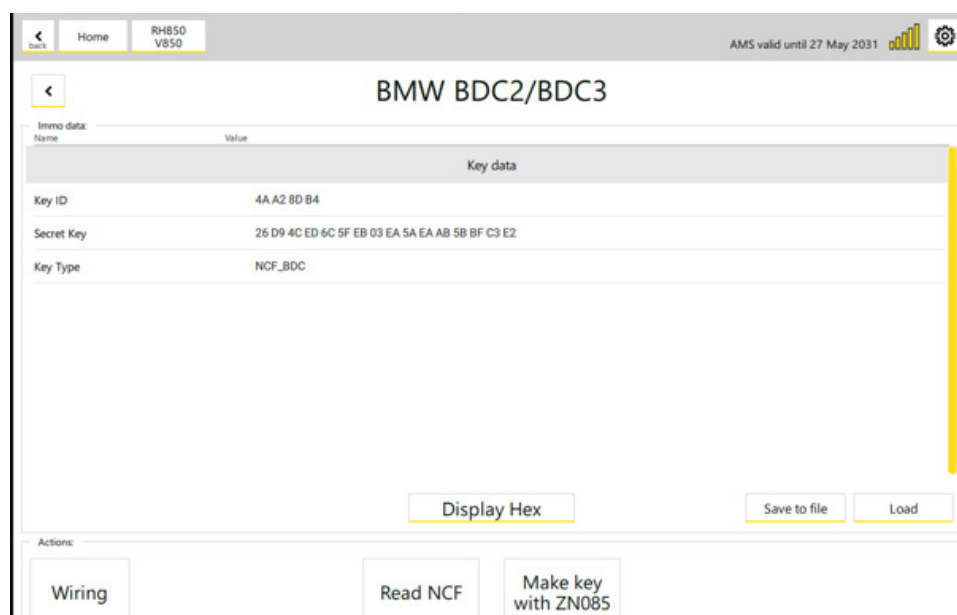 back
Home
RH850
V850
AMS valid until 27 May 2031
BMW BDC2/BDC3
Immo data:
Name Value
Key data
Key ID 4A A2 8D B4
Secret Key 26 D9 4C ED 6C 5F EB 03 EA 5A EA AB 5B BF C3 E2
Key Type NCF_BDC
Display Hex
Save to file
Load
Actions:
Wiring
Read NCF
Make key
with ZN085